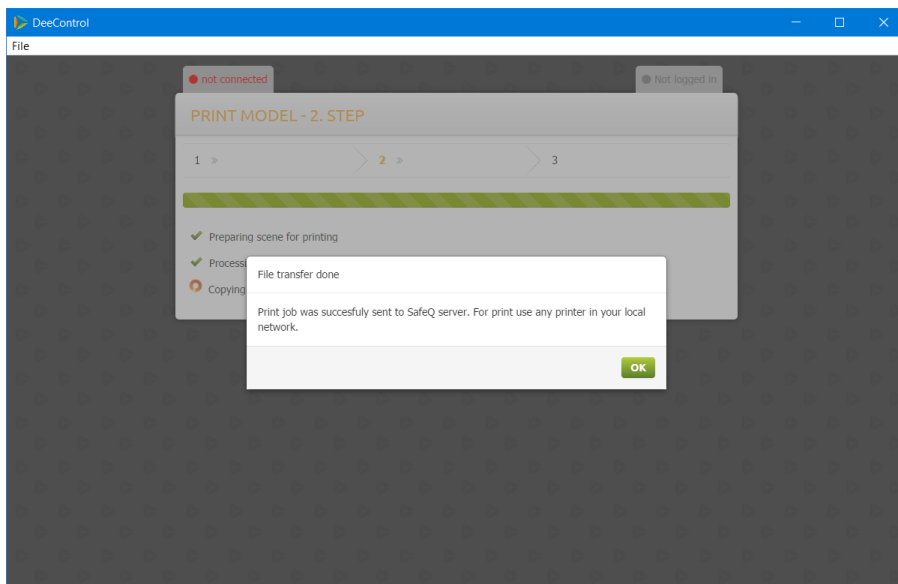 DeeControl
File
not connected
Not logged in
PRINT MODEL - 2. STEP
1 »
2 »
3
Preparing scene for printing
Processi
Copying
File transfer done
Print job was succesfuly sent to SafeQ server. For print use any printer in your local
network.
OK